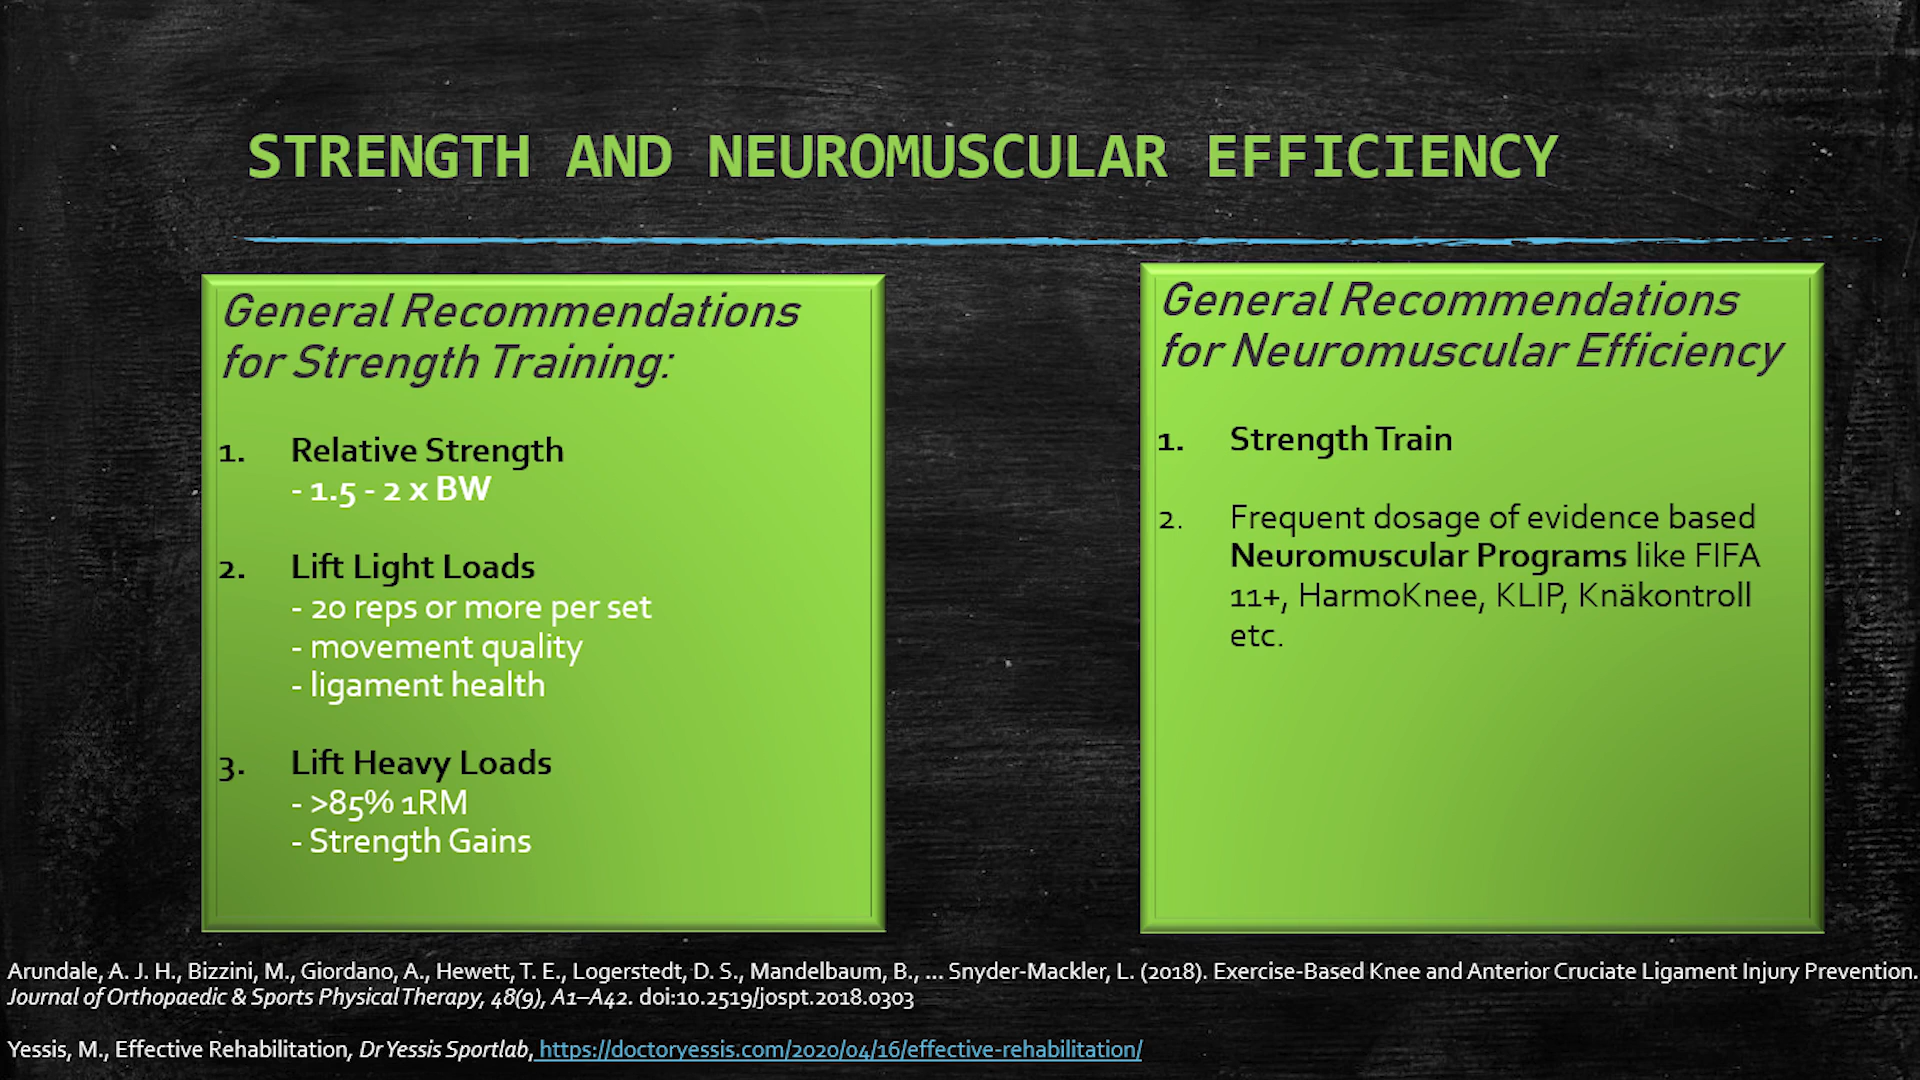 STRENGTH AND NEUROMUSCULAR EFFICIENCY
General Recommendations
for Strength Training:
1. Relative Strength
- 1.5 - 2 x BW
2. Lift Light Loads
- 20 reps or more per set
- movement quality
- ligament health
3. Lift Heavy Loads
- >85% 1RM
- Strength Gains
General Recommendations
for Neuromuscular Efficiency
1. Strength Train
2. Frequent dosage of evidence based
Neuromuscular Programs like FIFA
11+, HarmoKnee, KLIP, Knäkontroll
etc.
Arundale, A. J. H., Bizzini, M., Giordano, A., Hewett, T. E., Logerstedt, D. S., Mandelbaum, B., ... Snyder-Mackler, L. (2018). Exercise-Based Knee and Anterior Cruciate Ligament Injury Prevention.
Journal of Orthopaedic & Sports Physical Therapy, 48(9), A1–A42. doi:10.2519/jospt.2018.0303
Yessis, M., Effective Rehabilitation, Dr Yessis Sportlab, https://doctoryessis.com/2020/04/16/effective-rehabilitation/